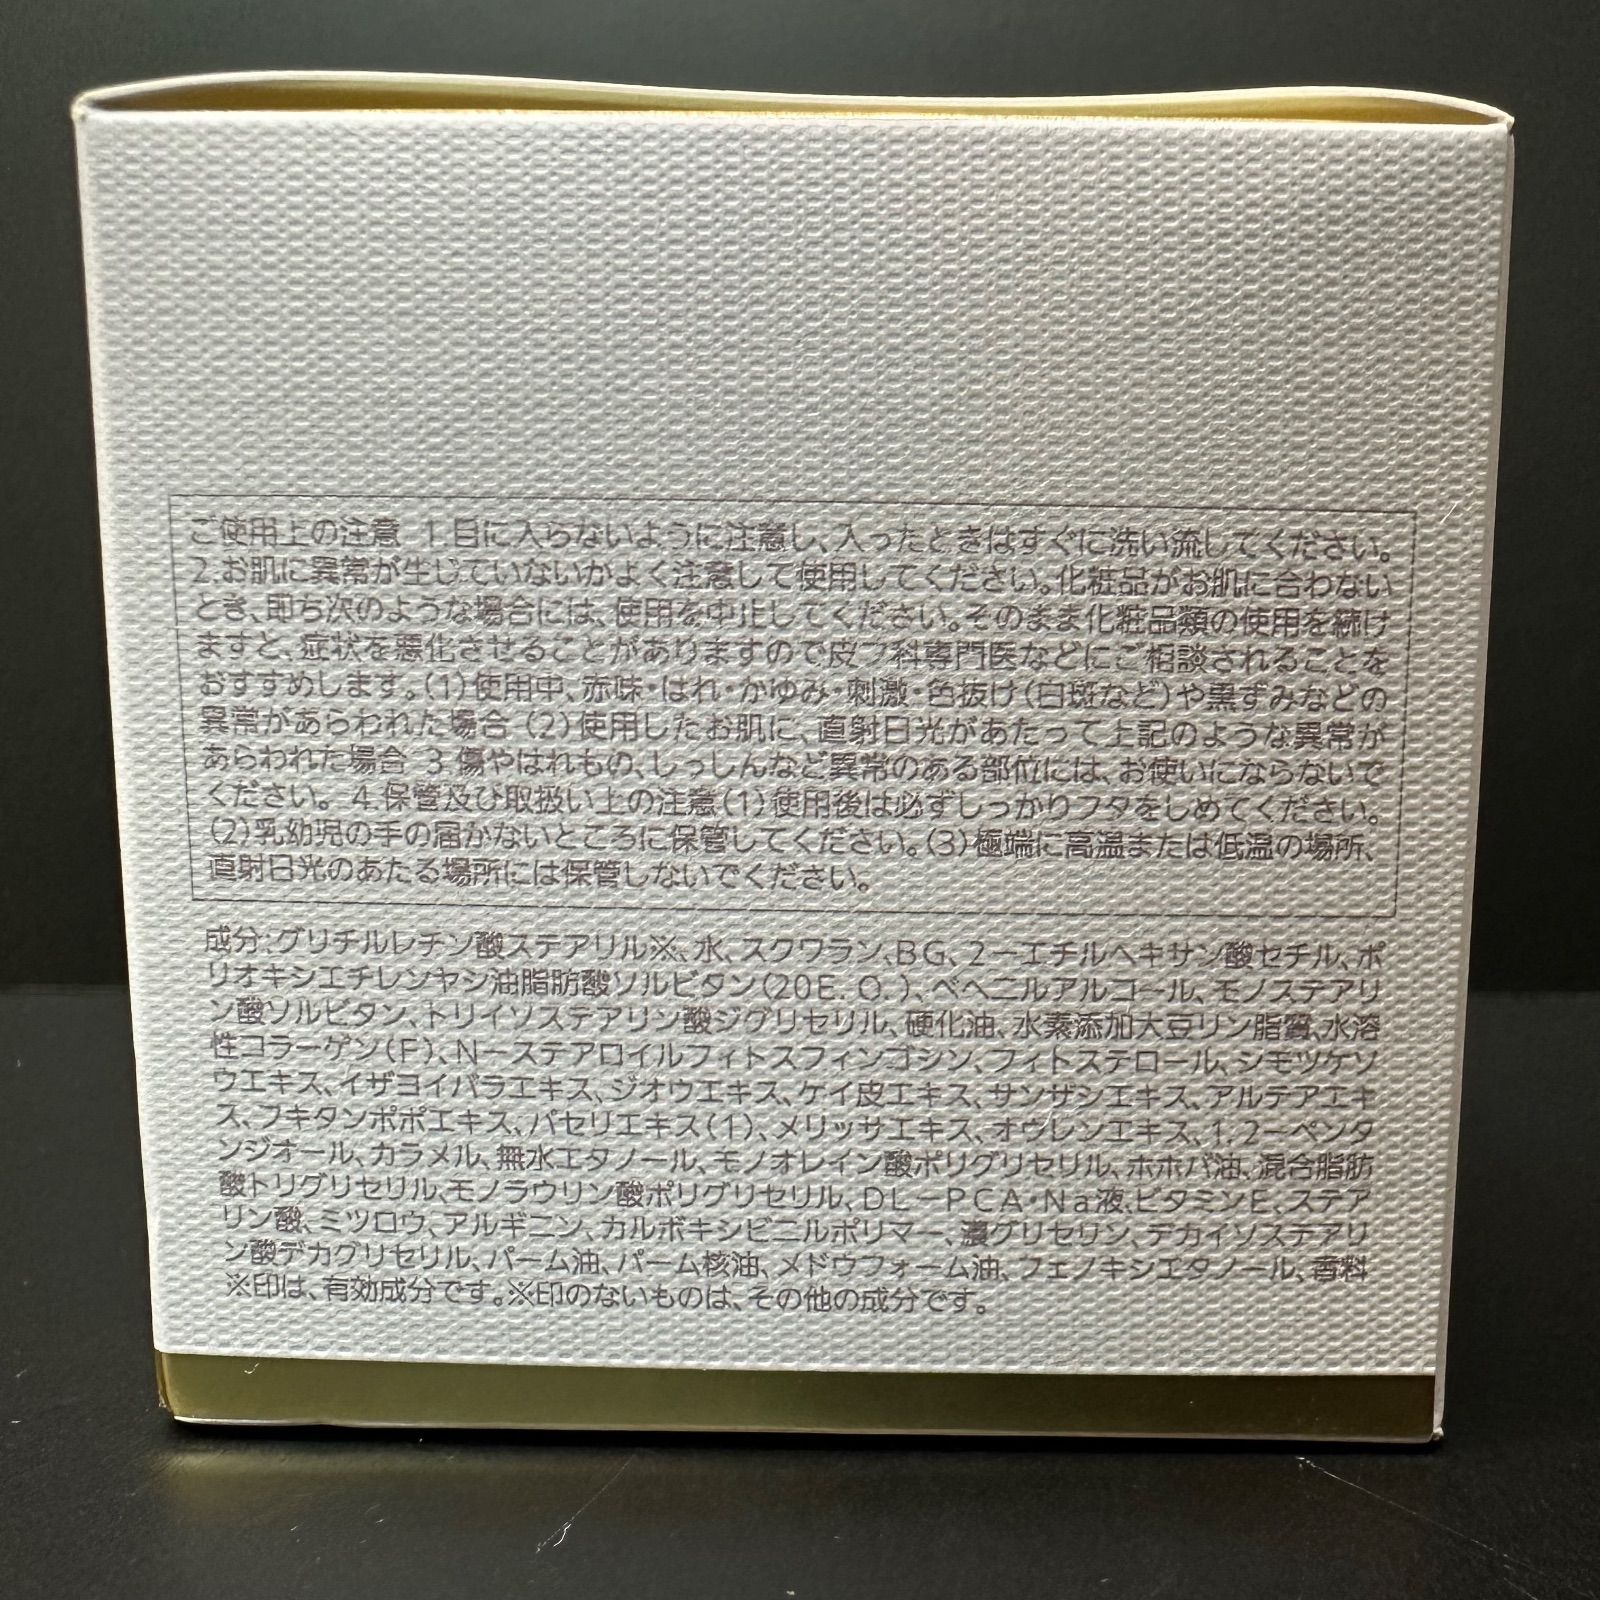 ご使用上の注意 1.目に入らないように注意し、入ったときはすぐに洗い流してください。
2.お肌に異常が生じていないかよく注意して使用してください。化粧品がお肌に合わない
とき、即ち次のような場合には、使用を中止してください。そのまま化粧品類の使用を続け
ますと、症状を悪化させることがありますので皮フ科専門医などにご相談されることを
おすすめします。(1)使用中、赤味・はれ・かゆみ・刺激・色抜け(白斑など)や黒ずみなどの
異常があらわれた場合 (2)使用したお肌に、直射日光があたって上記のような異常が
あらわれた場合 3.傷やはれもの、しっしんなど異常のある部位には、お使いにならないで
ください。 4.保管及び取扱い上の注意(1)使用後は必ずしっかりフタをしめてください。
(2)乳幼児の手の届かないところに保管してください。(3)極端に高温または低温の場所、
直射日光のあたる場所には保管しないでください。
成分:グリチルレチン酸ステアリル※、水、スクワラン、BG、2－エチルヘキサン酸セチル、ポ
リオキシエチレンヤシ油脂肪酸ソルビタン(20E.O.)、ベヘニルアルコール、モノステアリ
ン酸ソルビタン、トリイソステアリン酸ジグリセリル、硬化油、水素添加大豆リン脂質、水溶
性コラーゲン(F)、N－ステアロイルフィトスフィンゴシン、フィトステロール、シモツケソ
ウエキス、イザヨイバラエキス、ジオウエキス、ケイ皮エキス、サンザシエキス、アルテアエキ
ス、フキタンポポエキス、パセリエキス(1)、メリッサエキス、オウレンエキス、1,2－ペンタ
ンジオール、カラメル、無水エタノール、モノオレイン酸ポリグリセリル、ホホバ油、混合脂肪
酸トリグリセリル、モノラウリン酸ポリグリセリル、DL－PCA・Na液、ビタミンE、ステア
リン酸、ミツロウ、アルギニン、カルボキシビニルポリマー、濃グリセリン、デカイソステアリ
ン酸デカグリセリル、パーム油、パーム核油、メドウフォーム油、フェノキシエタノール、香料
※印は、有効成分です。※印のないものは、その他の成分です。